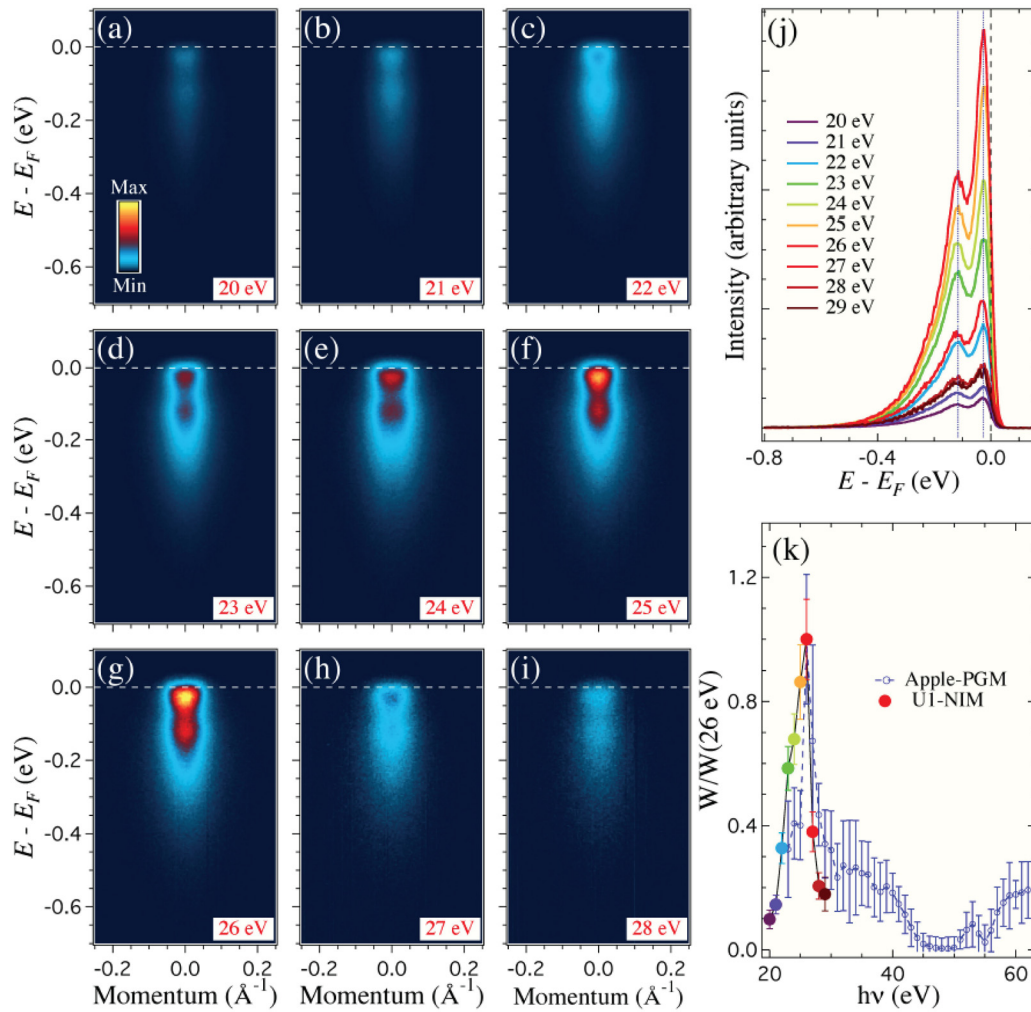 (a)
(b)
(c)
0.0
-0.2
-0.4
-0.6
E - E_F (eV)
Max
Min
20 eV
21 eV
22 eV
(d)
(e)
(f)
0.0
-0.2
-0.4
-0.6
E - E_F (eV)
23 eV
24 eV
25 eV
(g)
(h)
(i)
0.0
-0.2
-0.4
-0.6
E - E_F (eV)
26 eV
27 eV
28 eV
-0.2 0.0 0.2
-0.2 0.0 0.2
-0.2 0.0 0.2
Momentum (Å⁻¹)
Momentum (Å⁻¹)
Momentum (Å⁻¹)
(j)
Intensity (arbitrary units)
20 eV
21 eV
22 eV
23 eV
24 eV
25 eV
26 eV
27 eV
28 eV
29 eV
-0.8 -0.4 0.0
E - E_F (eV)
(k)
W/W(26 eV)
1.2
0.8
0.4
0.0
Apple-PGM
U1-NIM
20 40 60
hν (eV)